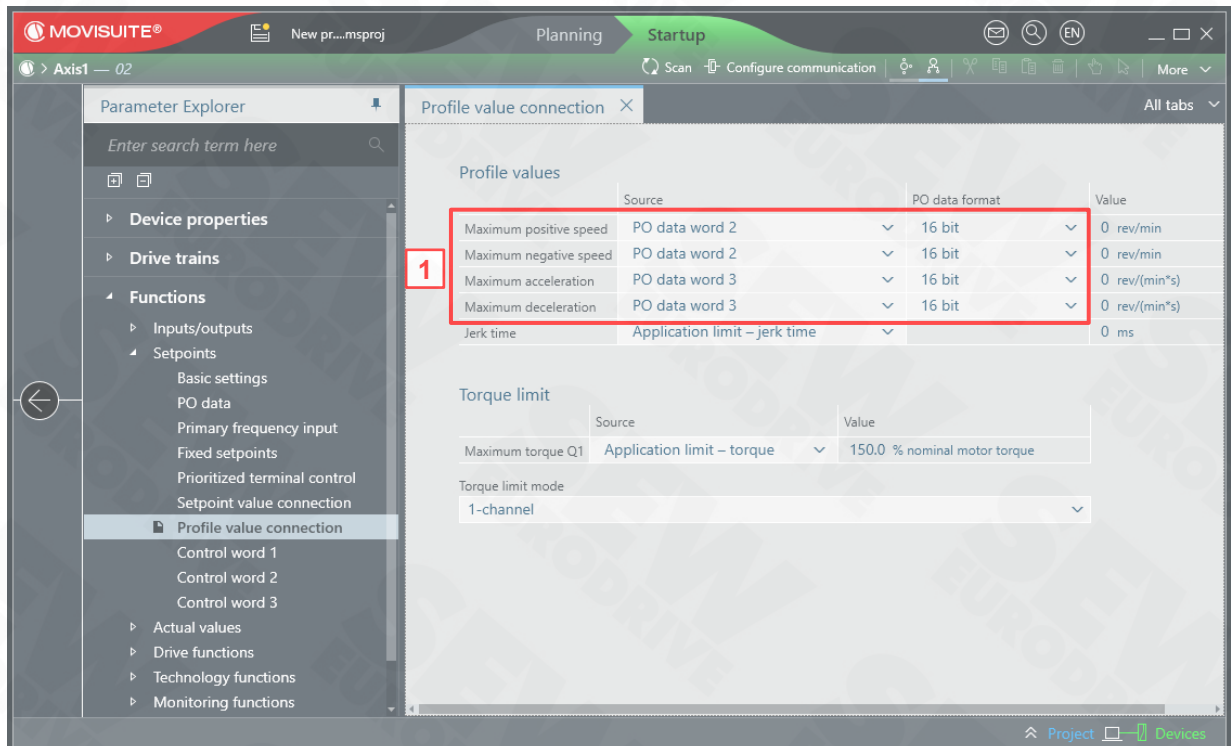 MOVISUITE® New pr....msproj Planning Startup EN
> Axis1 — 02 Scan Configure communication More
Parameter Explorer
Profile value connection All tabs
Enter search term here
Device properties
Drive trains
Functions
Inputs/outputs
Setpoints
Basic settings
PO data
Primary frequency input
Fixed setpoints
Prioritized terminal control
Setpoint value connection
Profile value connection
Control word 1
Control word 2
Control word 3
Actual values
Drive functions
Technology functions
Monitoring functions
Profile values
Source PO data format Value
1
Maximum positive speed PO data word 2 16 bit 0 rev/min
Maximum negative speed PO data word 2 16 bit 0 rev/min
Maximum acceleration PO data word 3 16 bit 0 rev/(min*s)
Maximum deceleration PO data word 3 16 bit 0 rev/(min*s)
Jerk time Application limit – jerk time 0 ms
Torque limit
Source Value
Maximum torque Q1 Application limit – torque 150.0 % nominal motor torque
Torque limit mode
1-channel
Project Devices
SEW
EURODRIVE